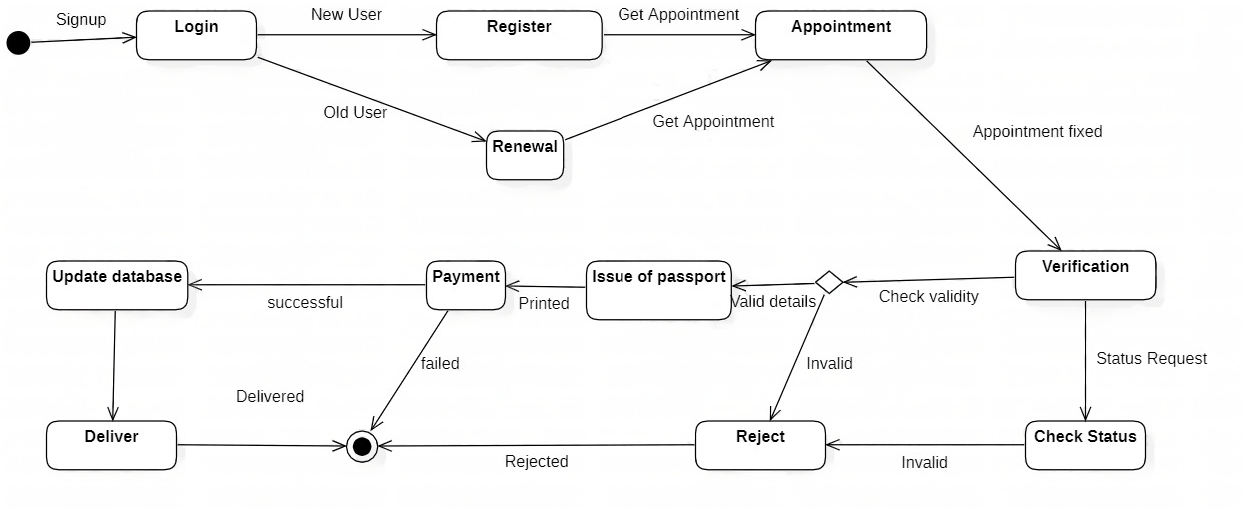 Signup
Login
New User
Register
Get Appointment
Appointment
Old User
Renewal
Get Appointment
Appointment fixed
Verification
Check validity
Valid details
Issue of passport
Printed
Payment
successful
Update database
Status Request
Invalid
failed
Delivered
Deliver
Rejected
Reject
Invalid
Check Status